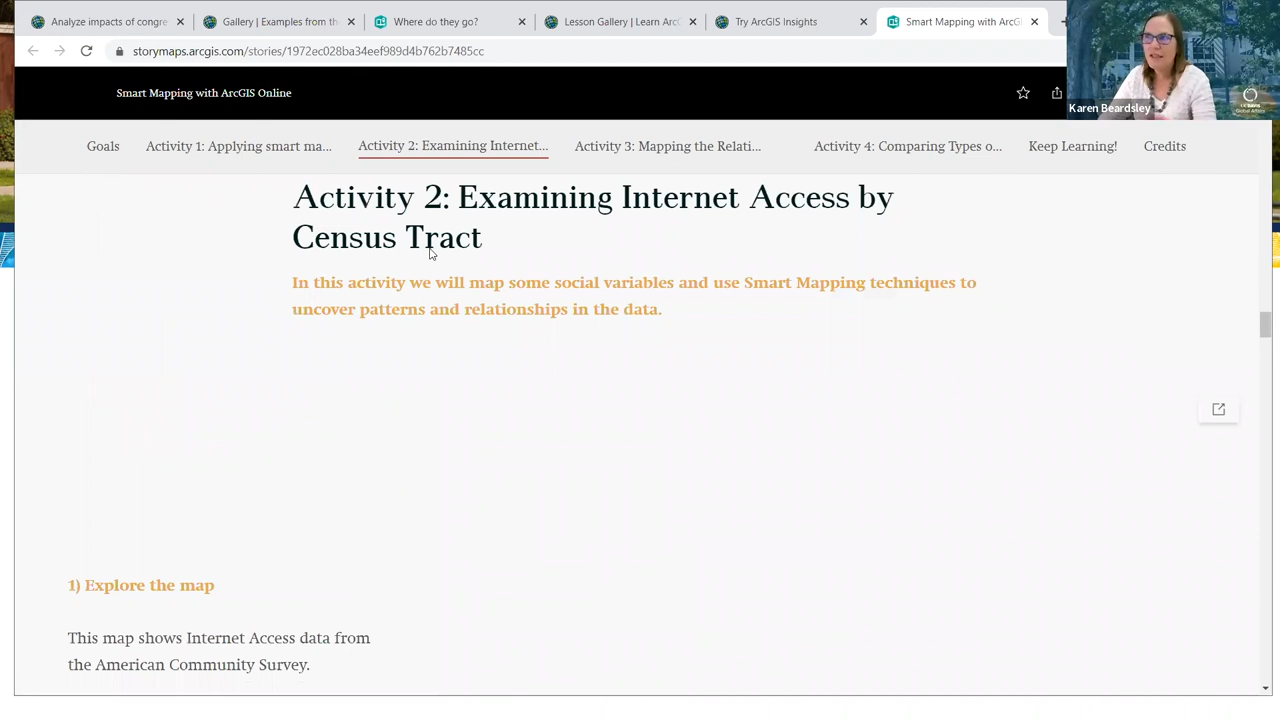 Analyze impacts of congre
Gallery | Examples from th
Where do they go?
Lesson Gallery | Learn ArcG
Try ArcGIS Insights
Smart Mapping with ArcGI
storymaps.arcgis.com/stories/1972ec028ba34eef989d4b762b7485cc
Karen Beardsley
UC DAVIS
Global Affairs
Smart Mapping with ArcGIS Online
Goals
Activity 1: Applying smart ma...
Activity 2: Examining Internet...
Activity 3: Mapping the Relati...
Activity 4: Comparing Types o...
Keep Learning!
Credits
Activity 2: Examining Internet Access by
Census Tract
In this activity we will map some social variables and use Smart Mapping techniques to
uncover patterns and relationships in the data.
1) Explore the map
This map shows Internet Access data from
the American Community Survey.